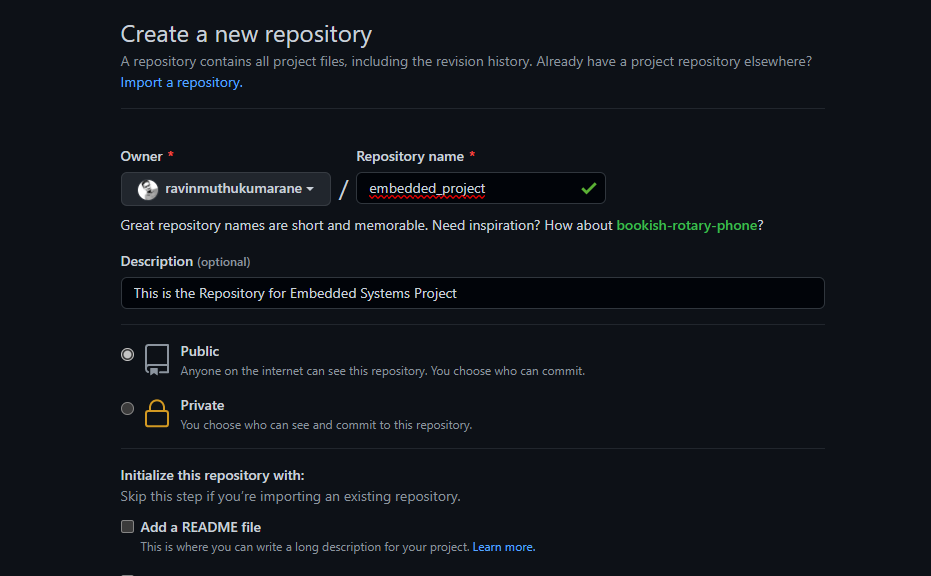 Create a new repository
A repository contains all project files, including the revision history. Already have a project repository elsewhere?
Import a repository.
Owner * Repository name *
ravinmuthukumarane / embedded_project
Great repository names are short and memorable. Need inspiration? How about bookish-rotary-phone?
Description (optional)
This is the Repository for Embedded Systems Project
Public
Anyone on the internet can see this repository. You choose who can commit.
Private
You choose who can see and commit to this repository.
Initialize this repository with:
Skip this step if you’re importing an existing repository.
Add a README file
This is where you can write a long description for your project. Learn more.